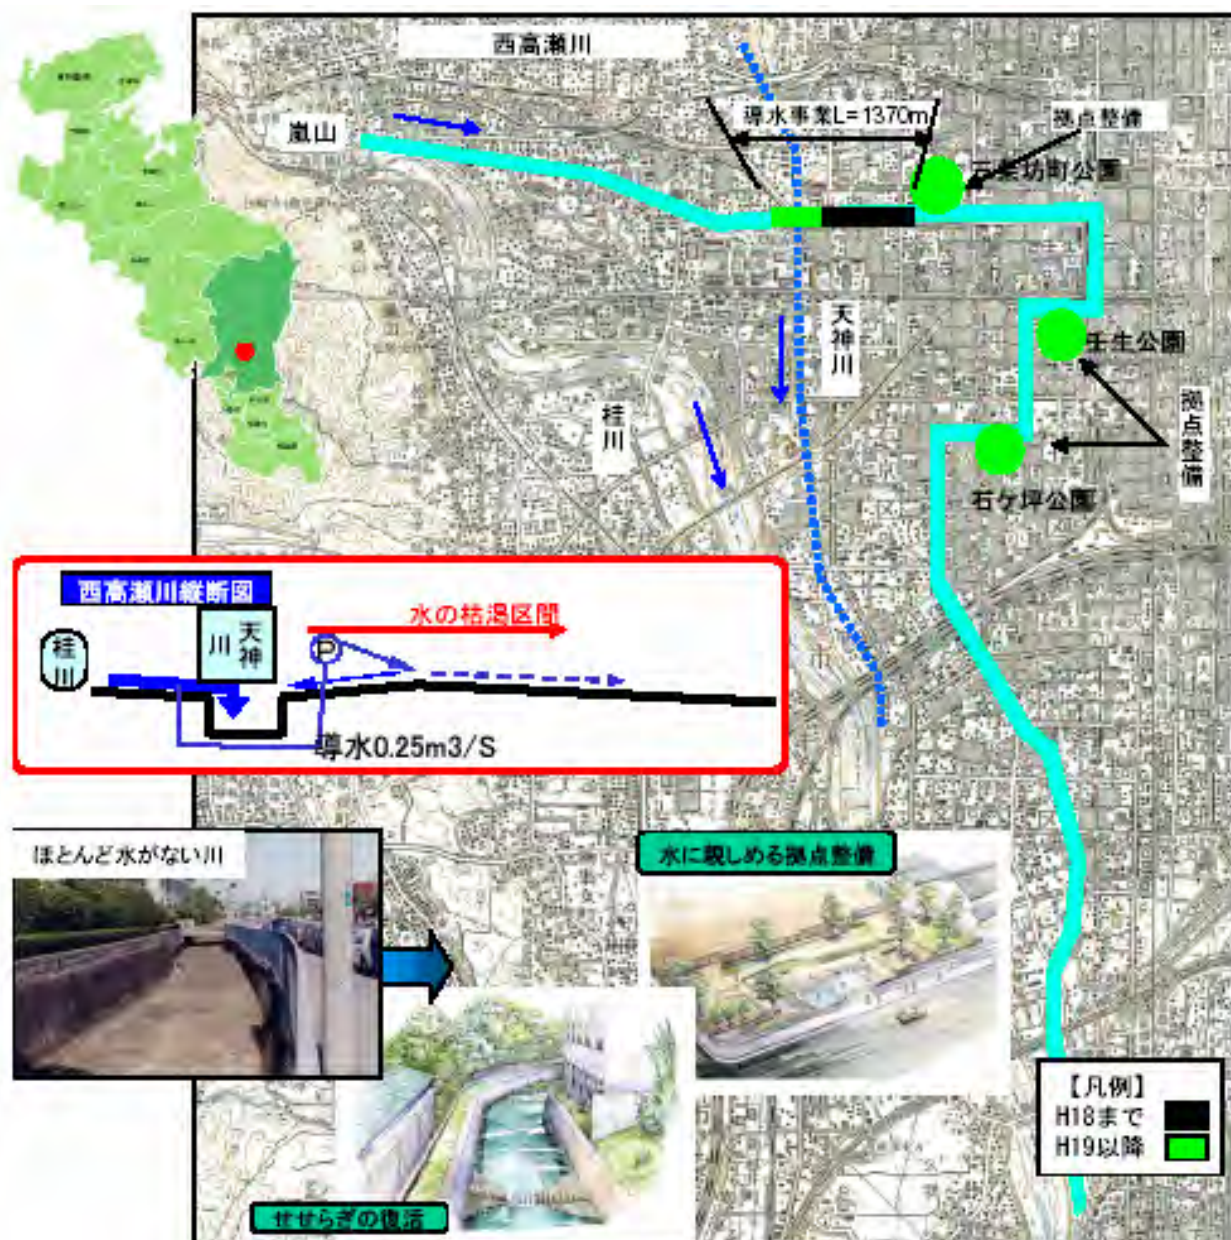 西高瀬川
嵐山
導水事業L=1370m
拠点整備
坊町公園
天神川
桂川
壬生公園
拠点整備
石ケ坪公園
西高瀬川縦断図
桂川
天神川
水の枯渇区間
P
導水0.25m3/S
ほとんど水がない川
水に親しめる拠点整備
せせらぎの復活
【凡例】
H18まで
H19以降